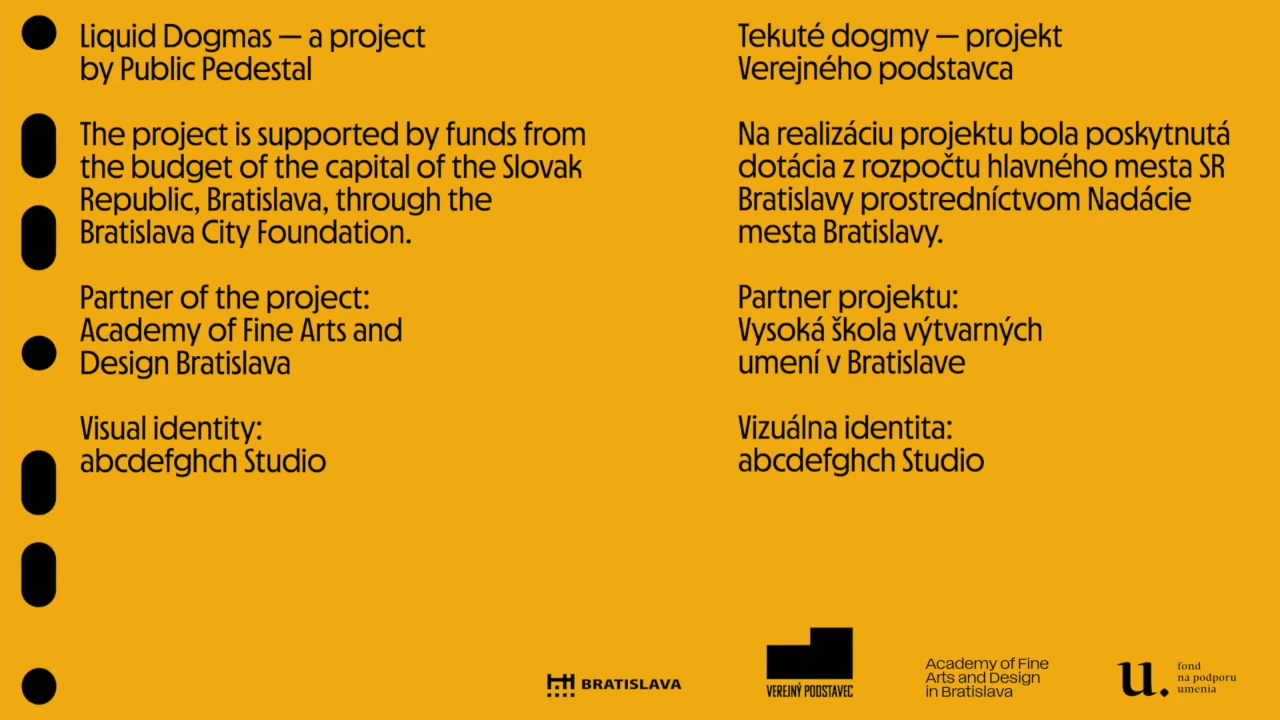 Liquid Dogmas — a project
by Public Pedestal
The project is supported by funds from
the budget of the capital of the Slovak
Republic, Bratislava, through the
Bratislava City Foundation.
Partner of the project:
Academy of Fine Arts and
Design Bratislava
Visual identity:
abcdefghch Studio
Tekuté dogmy — projekt
Verejného podstavca
Na realizáciu projektu bola poskytnutá
dotácia z rozpočtu hlavného mesta SR
Bratislavy prostredníctvom Nadácie
mesta Bratislavy.
Partner projektu:
Vysoká škola výtvarných
umení v Bratislave
Vizuálna identita:
abcdefghch Studio
BRATISLAVA
VEREJNÝ PODSTAVEC
Academy of Fine
Arts and Design
in Bratislava
u.
fond
na podporu
umenia